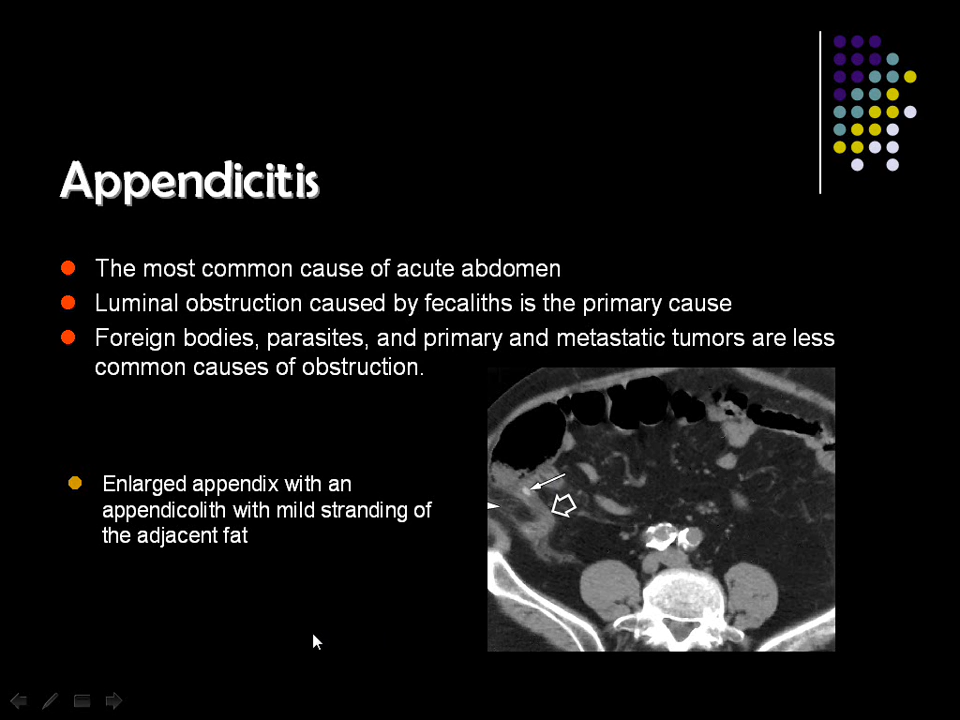 Appendicitis
The most common cause of acute abdomen
Luminal obstruction caused by fecaliths is the primary cause
Foreign bodies, parasites, and primary and metastatic tumors are less
common causes of obstruction.
Enlarged appendix with an
appendicolith with mild stranding of
the adjacent fat